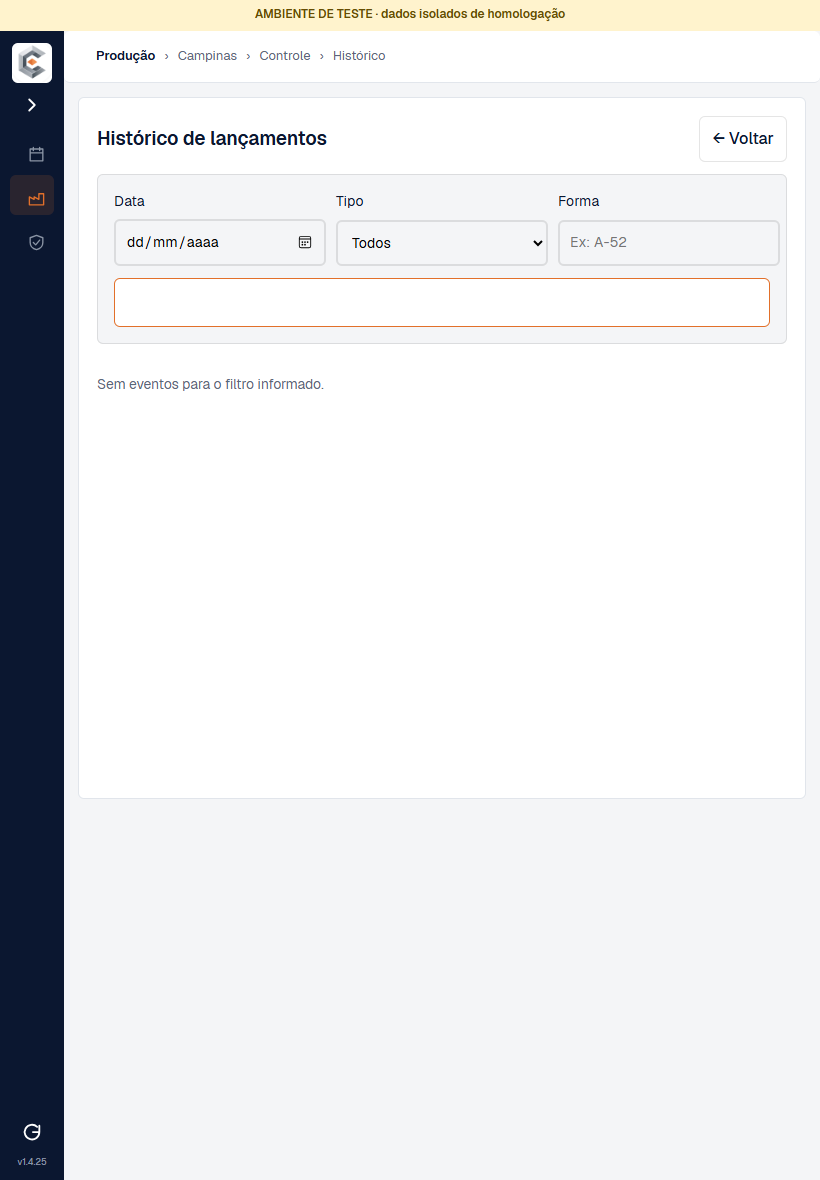 AMBIENTE DE TESTE · dados isolados de homologação
Produção › Campinas › Controle › Histórico
Histórico de lançamentos
← Voltar
Data Tipo Forma
dd/mm/aaaa Todos Ex: A-52
Sem eventos para o filtro informado.
v1.4.25